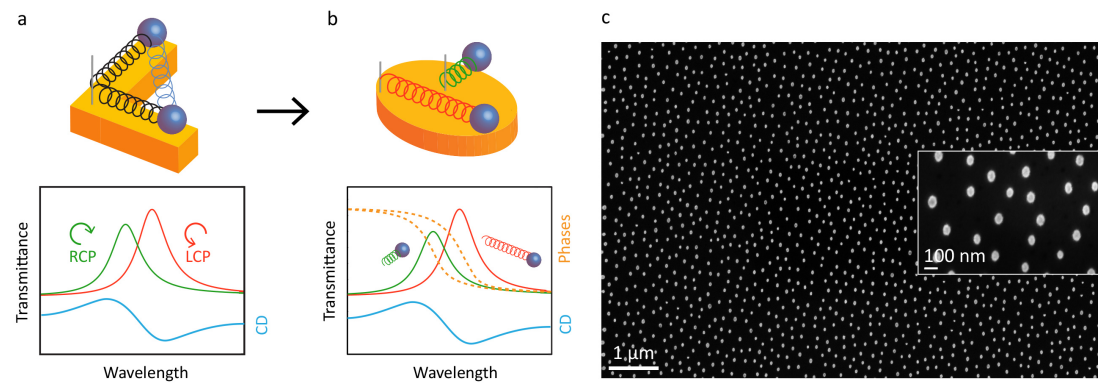 a
b
c
Transmittance
RCP
LCP
CD
Wavelength
Transmittance
Phases
CD
Wavelength
100 nm
1 µm